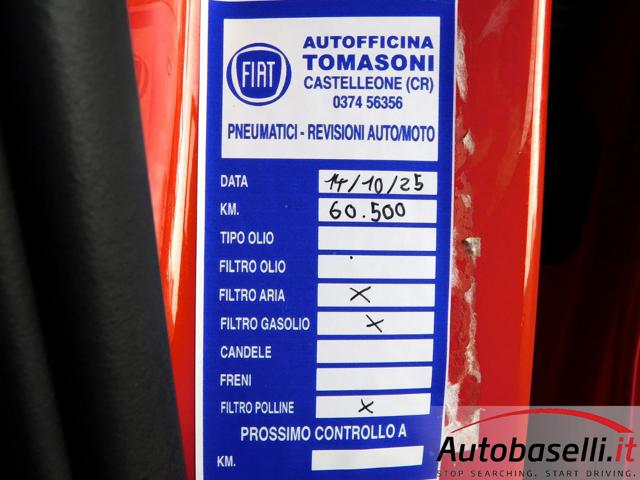 FIAT
AUTOFFICINA
TOMASONI
CASTELLEONE (CR)
0374 56356
PNEUMATICI - REVISIONI AUTO/MOTO
DATA 14/10/25
KM. 60.500
TIPO OLIO
FILTRO OLIO
FILTRO ARIA X
FILTRO GASOLIO X
CANDELE
FRENI
FILTRO POLLINE X
PROSSIMO CONTROLLO A
KM.
Autobaselli.it
STOP SEARCHING. START DRIVING.